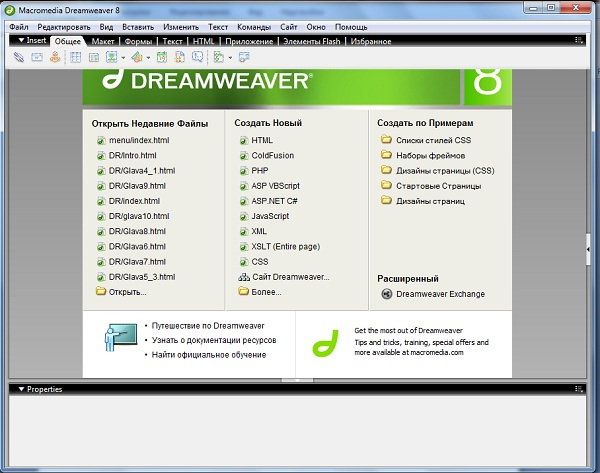 Macromedia Dreamweaver 8
Файл Редактировать Вид Вставить Изменить Текст Команды Сайт Окно Помощь
Insert Общее Макет Формы Текст HTML Приложение Элементы Flash Избранное
DREAMWEAVER® 8
Открыть Недавние Файлы
menu/index.html
DR/Intro.html
DR/Glava4_1.html
DR/Glava9.html
DR/index.html
DR/glava10.html
DR/Glava8.html
DR/Glava6.html
DR/Glava7.html
DR/Glava5_3.html
Открыть...
Создать Новый
HTML
ColdFusion
PHP
ASP VBScript
ASP.NET C#
JavaScript
XML
XSLT (Entire page)
CSS
Сайт Dreamweaver...
Более...
Создать по Примерам
Списки стилей CSS
Наборы фреймов
Дизайны страницы (CSS)
Стартовые Страницы
Дизайны страниц
Расширенный
Dreamweaver Exchange
• Путешествие по Dreamweaver
• Узнать о документации ресурсов
• Найти официальное обучение
Get the most out of Dreamweaver
Tips and tricks, training, special offers and
more available at macromedia.com
Properties